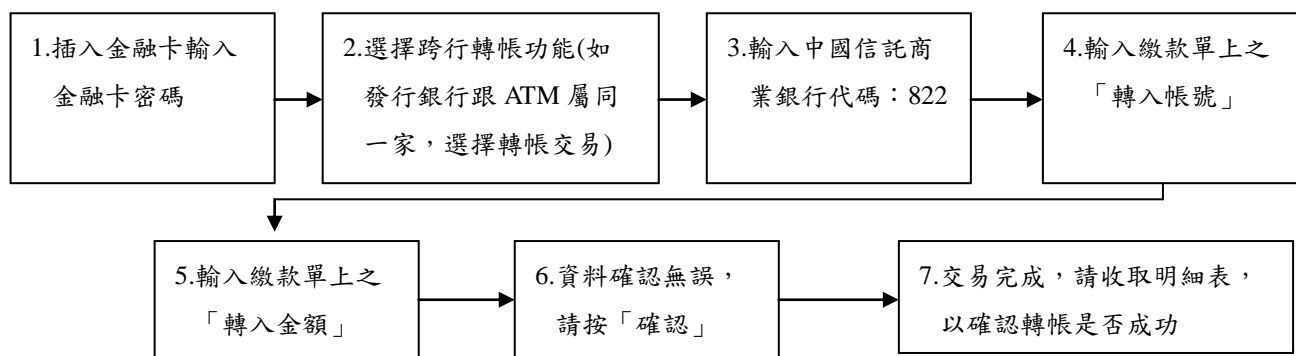 1.插入金融卡輸入
金融卡密碼
2.選擇跨行轉帳功能(如
發行銀行跟 ATM 屬同
一家，選擇轉帳交易)
3.輸入中國信託商
業銀行代碼：822
4.輸入繳款單上之
「轉入帳號」
5.輸入繳款單上之
「轉入金額」
6.資料確認無誤，
請按「確認」
7.交易完成，請收取明細表，
以確認轉帳是否成功